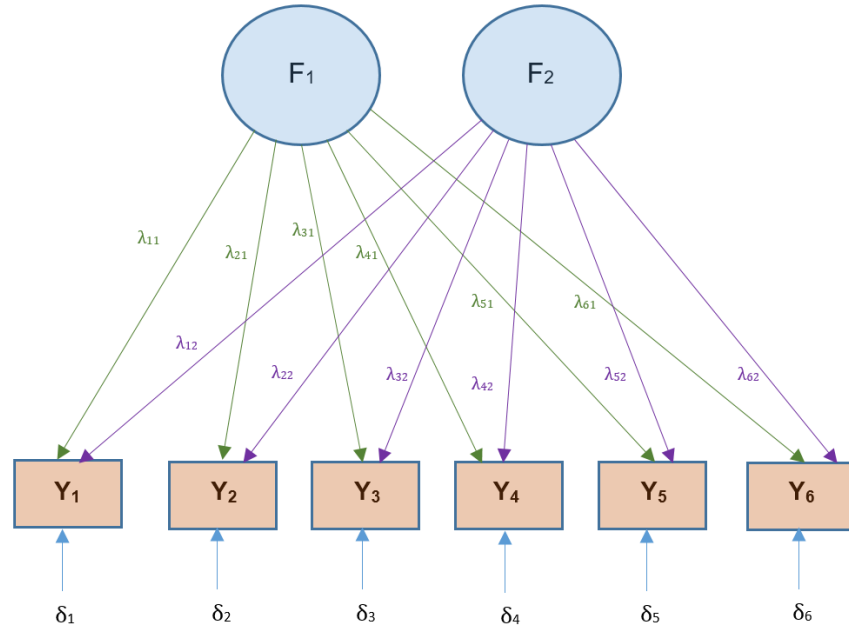 F₁ F₂
λ₁₁ λ₂₁ λ₃₁ λ₄₁ λ₅₁ λ₆₁
λ₁₂ λ₂₂ λ₃₂ λ₄₂ λ₅₂ λ₆₂
Y₁ Y₂ Y₃ Y₄ Y₅ Y₆
δ₁ δ₂ δ₃ δ₄ δ₅ δ₆